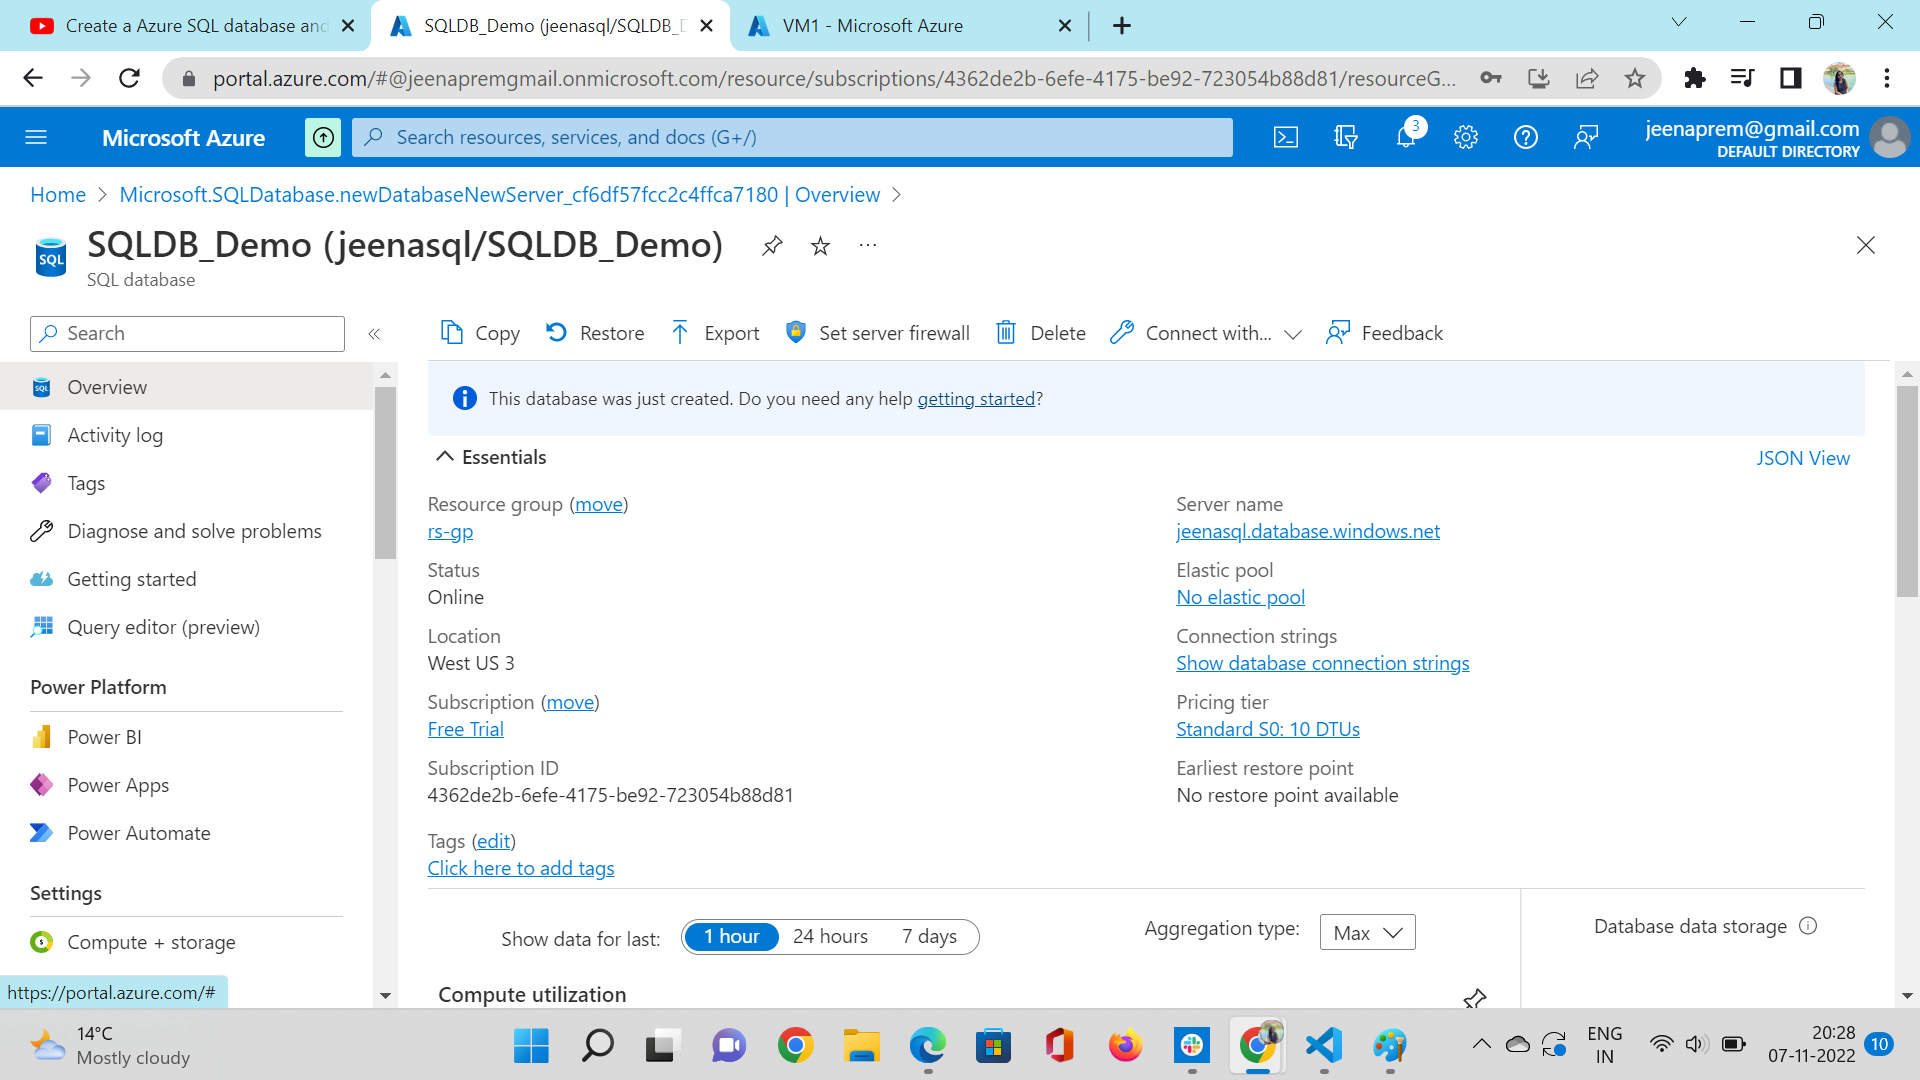 Create a Azure SQL database and
SQLDB_Demo (jeenasql/SQLDB_D
VM1 - Microsoft Azure
portal.azure.com/#@jeenapremgmail.onmicrosoft.com/resource/subscriptions/4362de2b-6efe-4175-be92-723054b88d81/resourceG...
Microsoft Azure
Search resources, services, and docs (G+/)
3
jeenaprem@gmail.com
DEFAULT DIRECTORY
Home > Microsoft.SQLDatabase.newDatabaseNewServer_cf6df57fcc2c4ffca7180 | Overview >
SQL
SQLDB_Demo (jeenasql/SQLDB_Demo)
SQL database
Search
Copy
Restore
Export
Set server firewall
Delete
Connect with...
Feedback
SQL
Overview
Activity log
Tags
Diagnose and solve problems
Getting started
Query editor (preview)
Power Platform
Power BI
Power Apps
Power Automate
Settings
Compute + storage
https://portal.azure.com/#
This database was just created. Do you need any help getting started?
Essentials
JSON View
Resource group (move)
rs-gp
Status
Online
Location
West US 3
Subscription (move)
Free Trial
Subscription ID
4362de2b-6efe-4175-be92-723054b88d81
Tags (edit)
Click here to add tags
Server name
jeenasql.database.windows.net
Elastic pool
No elastic pool
Connection strings
Show database connection strings
Pricing tier
Standard S0: 10 DTUs
Earliest restore point
No restore point available
Show data for last:
1 hour
24 hours
7 days
Aggregation type:
Max
Database data storage
Compute utilization
14°C
Mostly cloudy
ENG
IN
20:28
07-11-2022
10